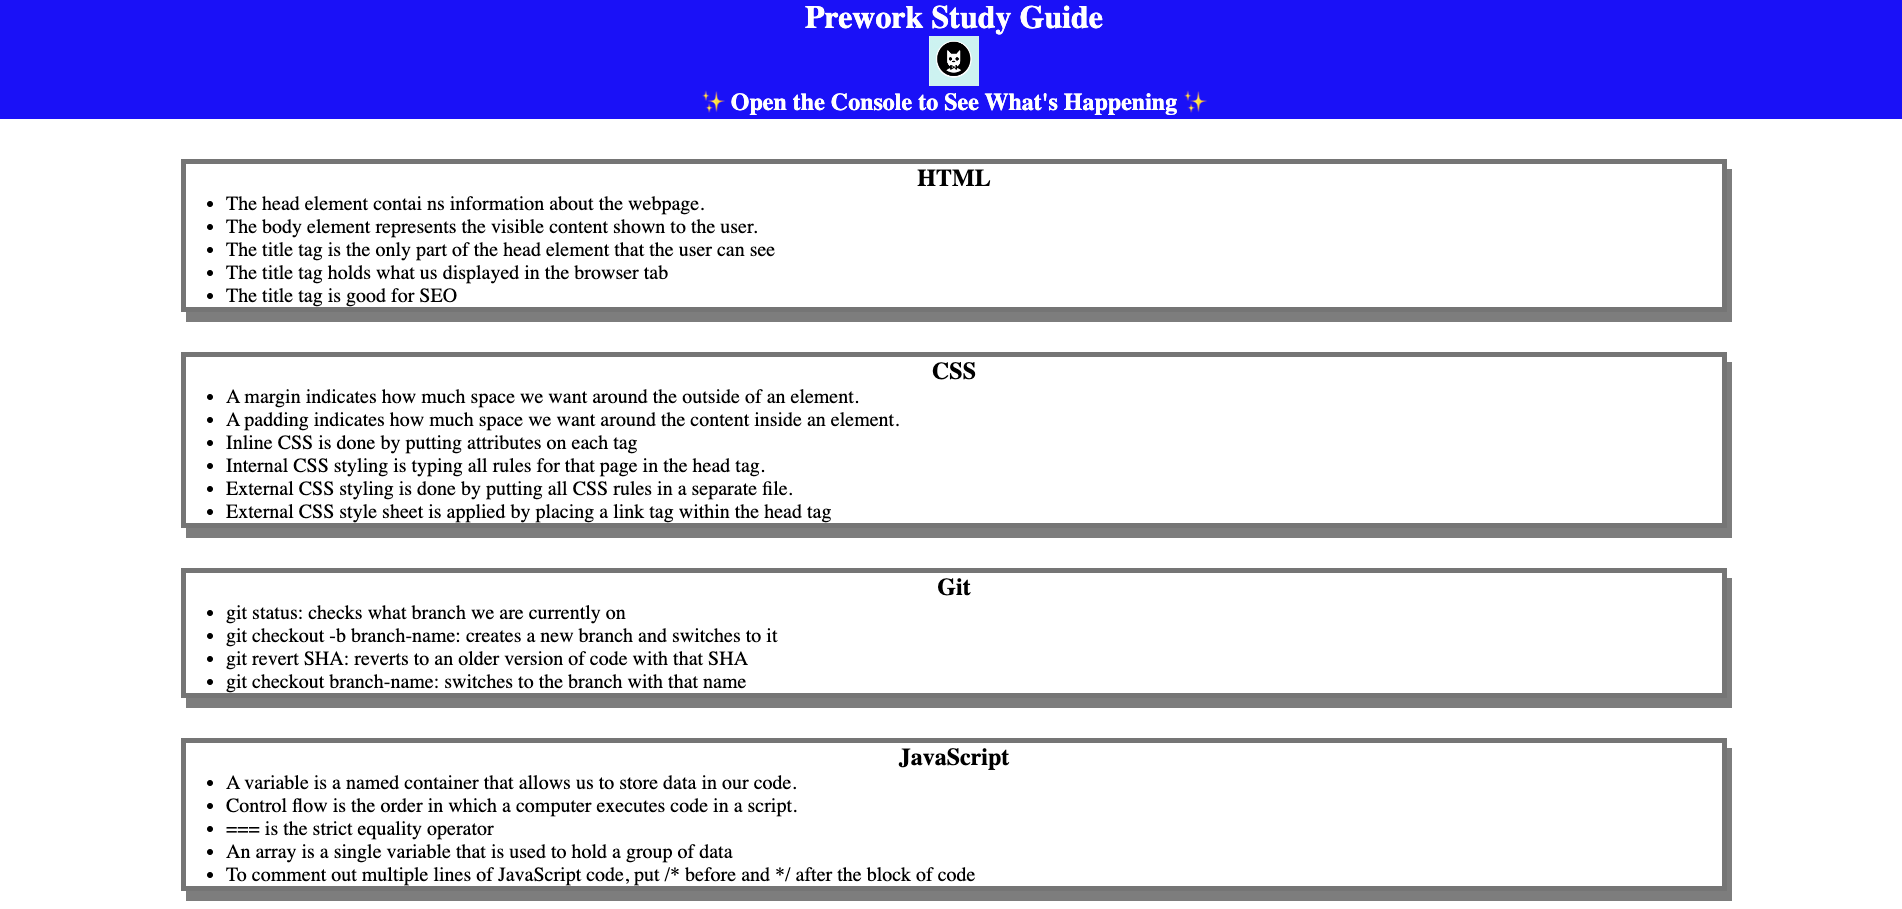 Prework Study Guide
✨ Open the Console to See What's Happening ✨
HTML
• The head element contai ns information about the webpage.
• The body element represents the visible content shown to the user.
• The title tag is the only part of the head element that the user can see
• The title tag holds what us displayed in the browser tab
• The title tag is good for SEO
CSS
• A margin indicates how much space we want around the outside of an element.
• A padding indicates how much space we want around the content inside an element.
• Inline CSS is done by putting attributes on each tag
• Internal CSS styling is typing all rules for that page in the head tag.
• External CSS styling is done by putting all CSS rules in a separate file.
• External CSS style sheet is applied by placing a link tag within the head tag
Git
• git status: checks what branch we are currently on
• git checkout -b branch-name: creates a new branch and switches to it
• git revert SHA: reverts to an older version of code with that SHA
• git checkout branch-name: switches to the branch with that name
JavaScript
• A variable is a named container that allows us to store data in our code.
• Control flow is the order in which a computer executes code in a script.
• === is the strict equality operator
• An array is a single variable that is used to hold a group of data
• To comment out multiple lines of JavaScript code, put /* before and */ after the block of code